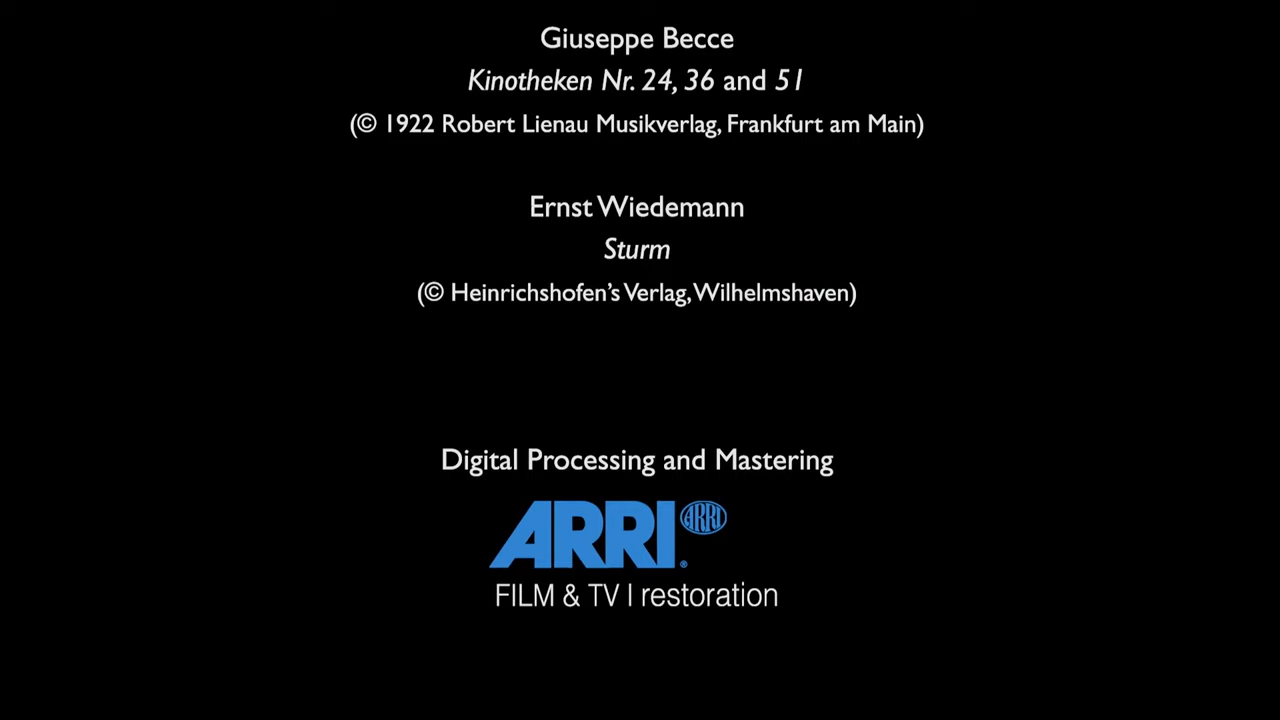 Giuseppe Becce
Kinotheken Nr. 24, 36 and 51
(© 1922 Robert Lienau Musikverlag, Frankfurt am Main)
Ernst Wiedemann
Sturm
(© Heinrichshofen's Verlag, Wilhelmshaven)
Digital Processing and Mastering
ARRI® ARRI
FILM & TV | restoration